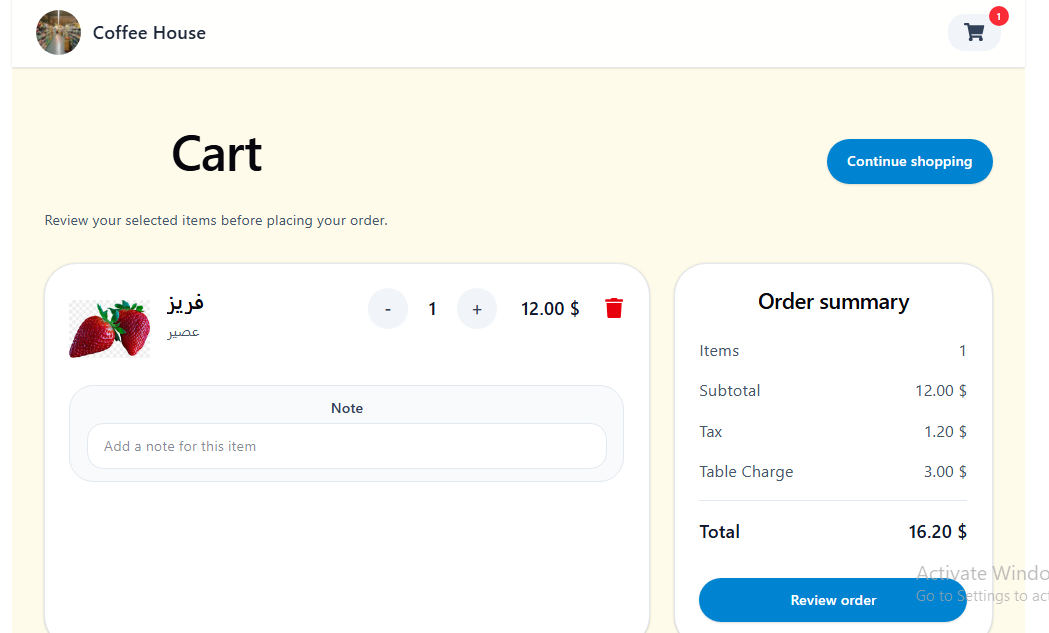 Coffee House
1
Cart
Continue shopping
Review your selected items before placing your order.
فريز
عصير
- 1 + 12.00 $
Note
Add a note for this item
Order summary
Items 1
Subtotal 12.00 $
Tax 1.20 $
Table Charge 3.00 $
Total 16.20 $
Review order
Activate Windo
Go to Settings to act